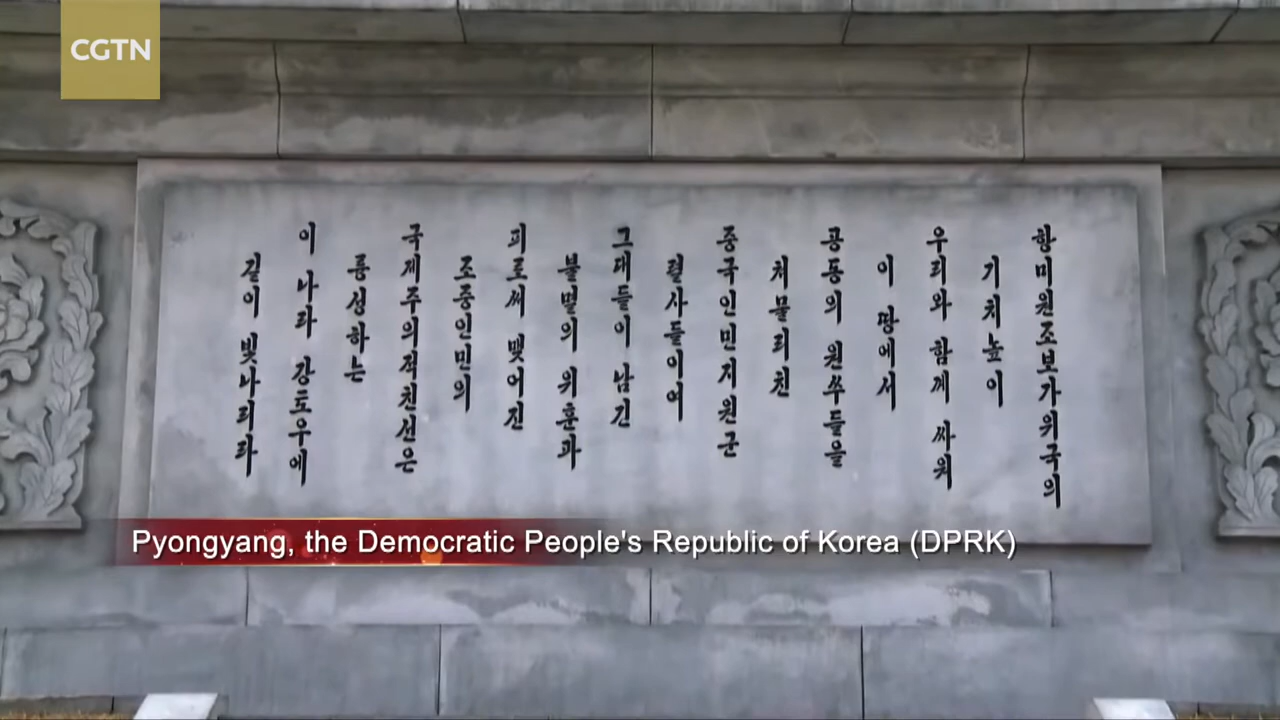 CGTN
항미원조보가위국의
기치높이
우리와 함께 싸워
이 땅에서
공동의 원쑤들을
쳐물리친
중국인민지원군
렬사들이여
그대들이 남긴
불멸의 위훈과
피로써 맺어진
조중인민의
국제주의적친선은
륭성하는
이 나라 강토우에
길이 빛나리라
Pyongyang, the Democratic People's Republic of Korea (DPRK)